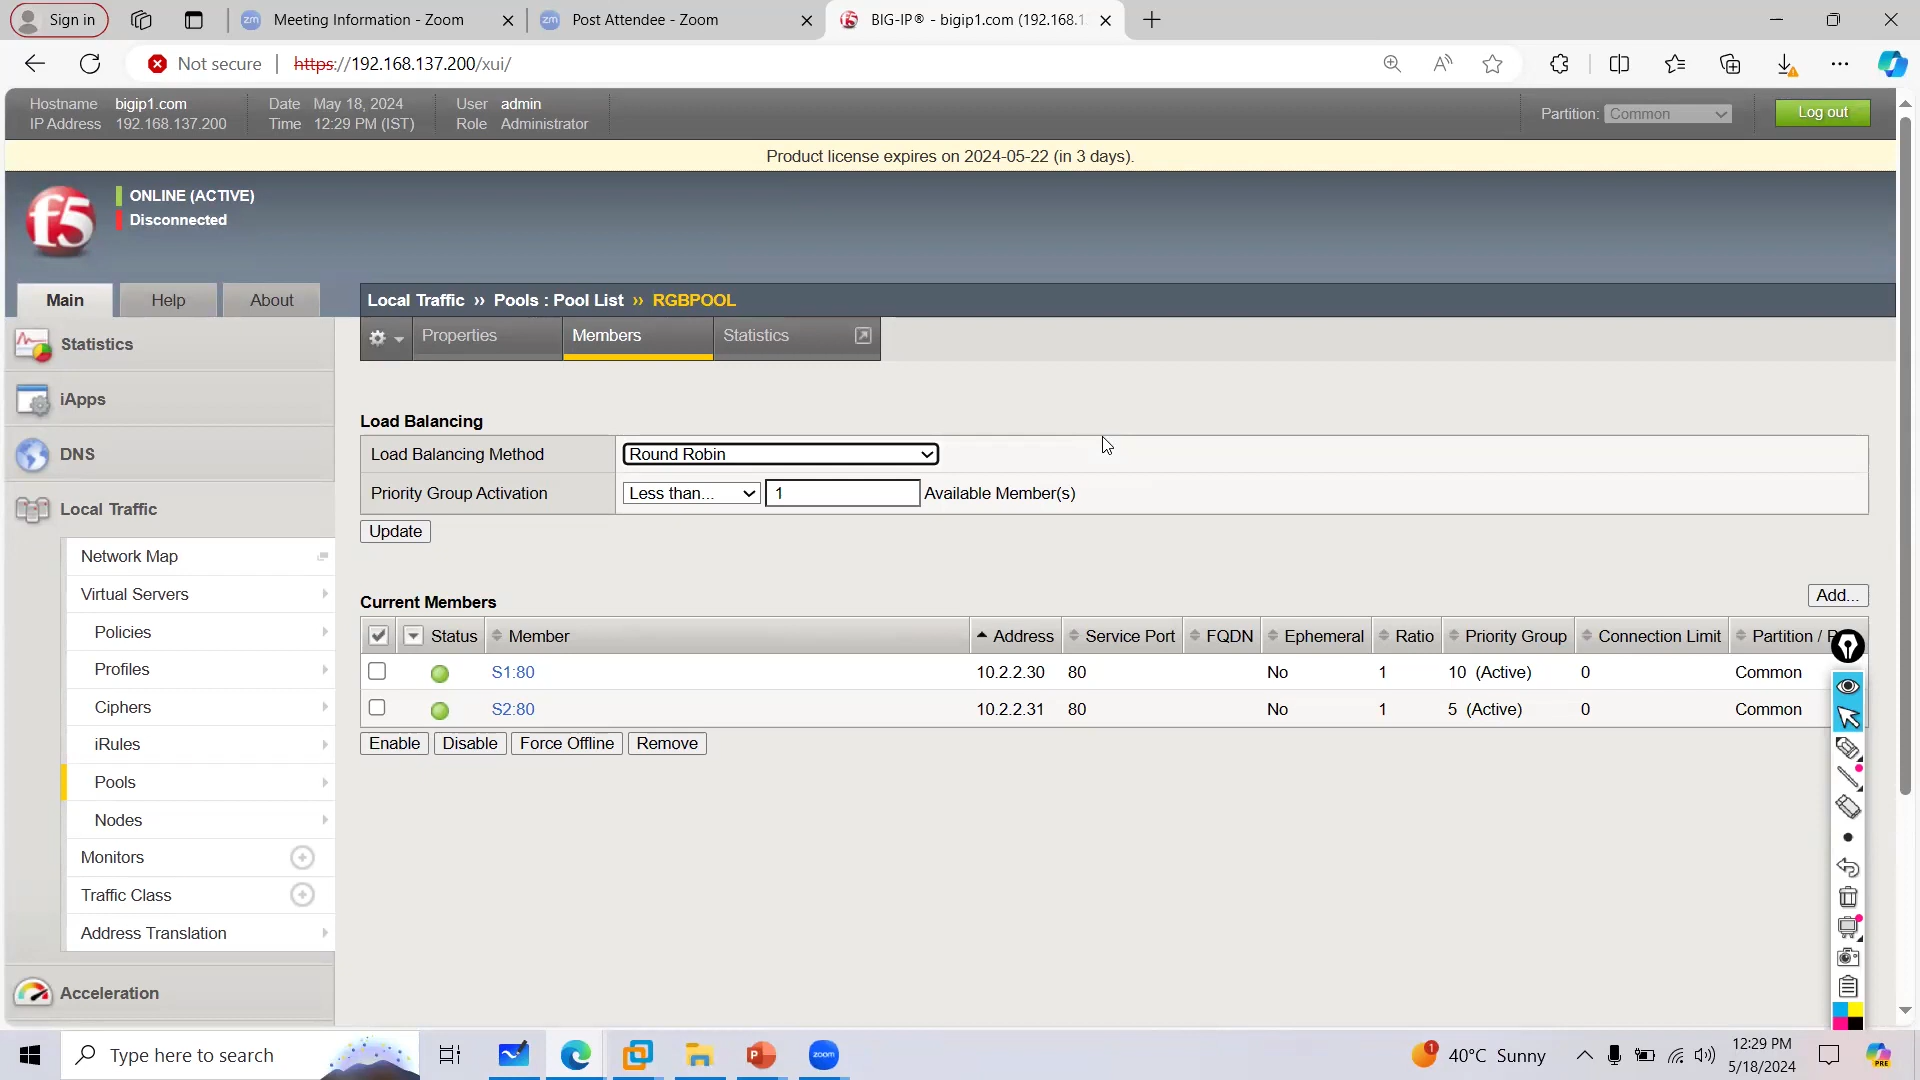 Sign in
Meeting Information - Zoom
Post Attendee - Zoom
BIG-IP® - bigip1.com (192.168.1
Not secure
https://192.168.137.200/xui/
Hostname bigip1.com
IP Address 192.168.137.200
Date May 18, 2024
Time 12:29 PM (IST)
User admin
Role Administrator
Partition: Common
Log out
Product license expires on 2024-05-22 (in 3 days).
f5
ONLINE (ACTIVE)
Disconnected
Main
Help
About
Local Traffic ›› Pools : Pool List ›› RGBPOOL
Properties
Members
Statistics
Statistics
iApps
DNS
Local Traffic
Network Map
Virtual Servers
Policies
Profiles
Ciphers
iRules
Pools
Nodes
Monitors
Traffic Class
Address Translation
Acceleration
Load Balancing
Load Balancing Method Round Robin
Priority Group Activation Less than... 1 Available Member(s)
Update
Current Members
Add...
Status Member Address Service Port FQDN Ephemeral Ratio Priority Group Connection Limit Partition /
S1:80 10.2.2.30 80 No 1 10 (Active) 0 Common
S2:80 10.2.2.31 80 No 1 5 (Active) 0 Common
Enable Disable Force Offline Remove
Type here to search
zoom
1
40°C Sunny
12:29 PM
5/18/2024
PRE